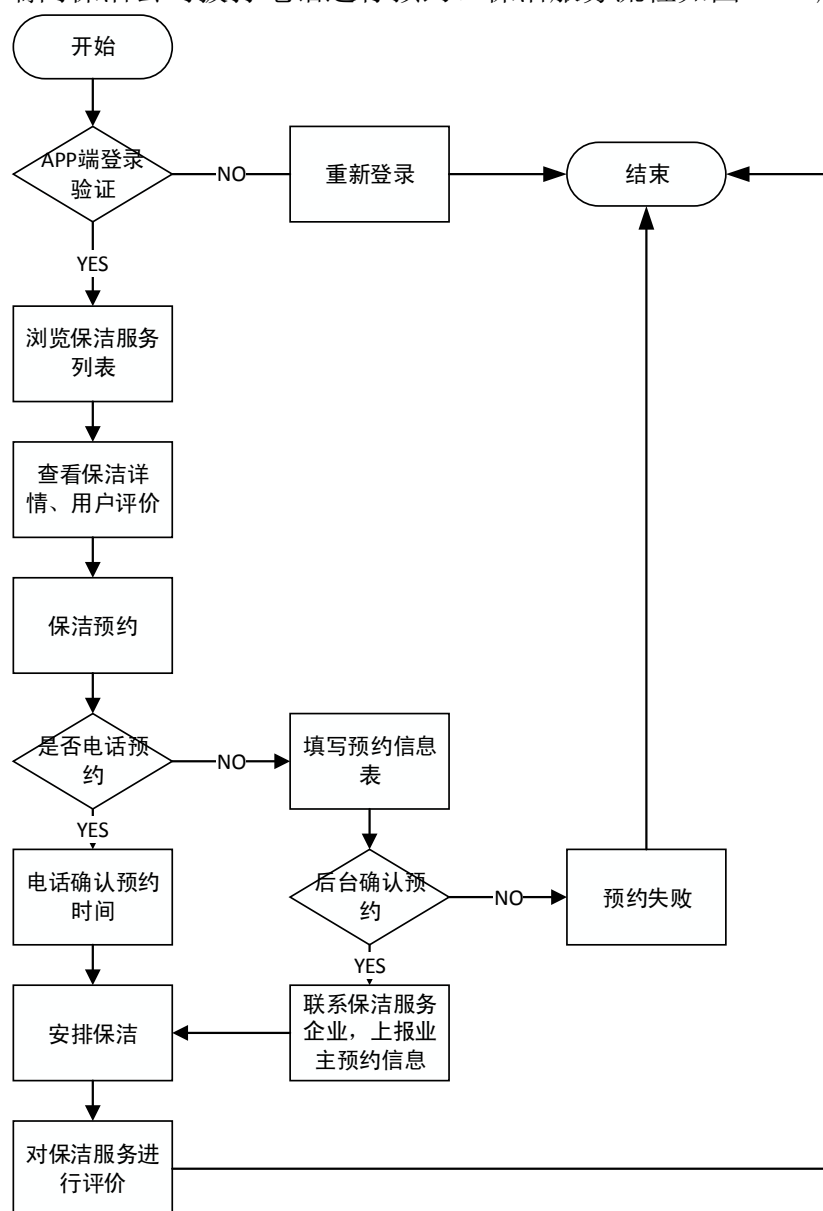 开始
APP端登录
验证
NO
重新登录
结束
YES
浏览保洁服务
列表
查看保洁详
情、用户评价
保洁预约
是否电话预
约
NO
填写预约信息
表
YES
电话确认预约
时间
后台确认预
约
NO
预约失败
YES
安排保洁
联系保洁服务
企业，上报业
主预约信息
对保洁服务进
行评价